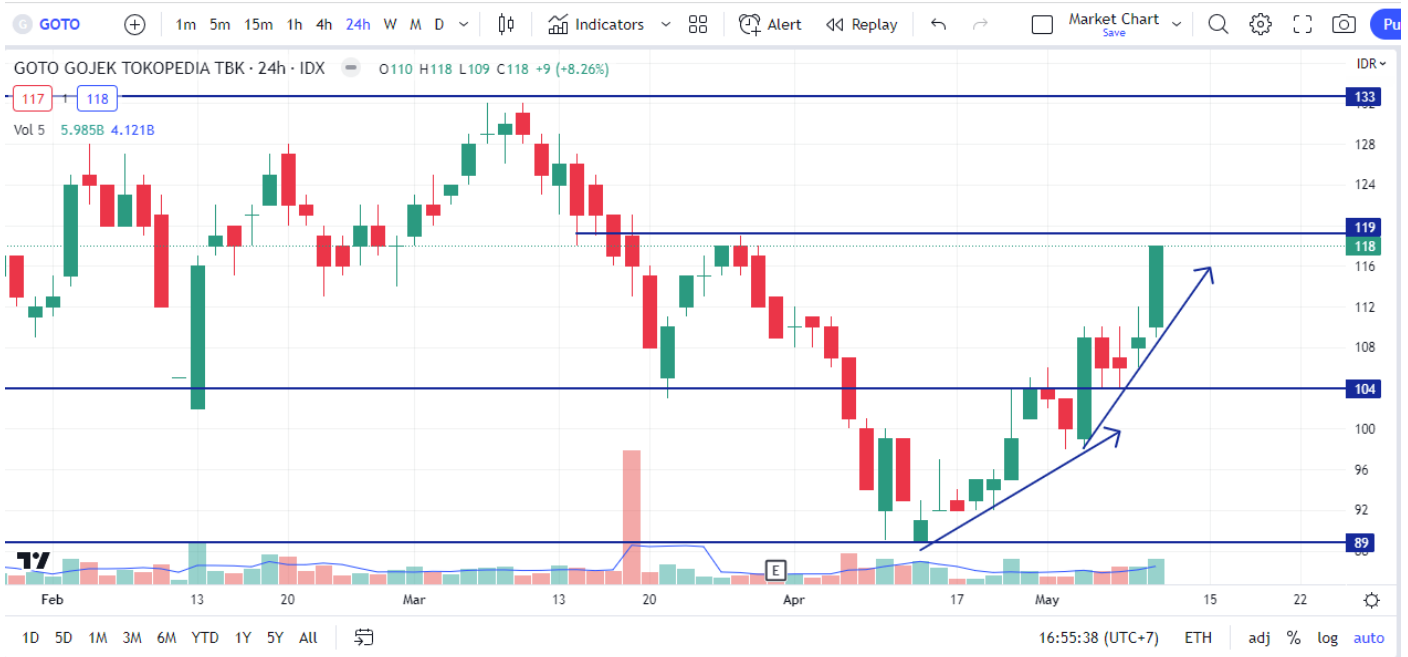 G GOTO 1m 5m 15m 1h 4h 24h W M D Indicators Alert Replay Market Chart Pu
Save
GOTO GOJEK TOKOPEDIA TBK · 24h · IDX O110 H118 L109 C118 +9 (+8.26%) IDR
117 1 118
Vol 5 5.985B 4.121B
133
128
124
119
118
116
112
108
104
100
96
92
89
E
Feb 13 20 Mar 13 20 Apr 17 May 15 22
1D 5D 1M 3M 6M YTD 1Y 5Y All 16:55:38 (UTC+7) ETH adj % log auto